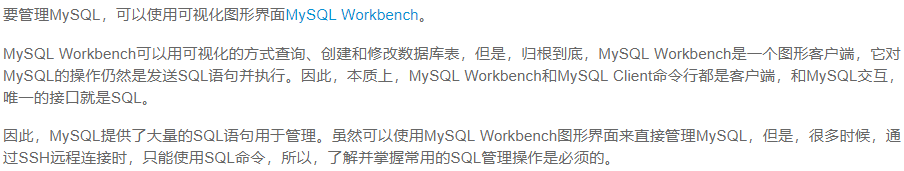 要管理MySQL，可以使用可视化图形界面MySQL Workbench。
MySQL Workbench可以用可视化的方式查询、创建和修改数据库表，但是，归根到底，MySQL Workbench是一个图形客户端，它对
MySQL的操作仍然是发送SQL语句并执行。因此，本质上，MySQL Workbench和MySQL Client命令行都是客户端，和MySQL交互，
唯一的接口就是SQL。
因此，MySQL提供了大量的SQL语句用于管理。虽然可以使用MySQL Workbench图形界面来直接管理MySQL，但是，很多时候，通
过SSH远程连接时，只能使用SQL命令，所以，了解并掌握常用的SQL管理操作是必须的。